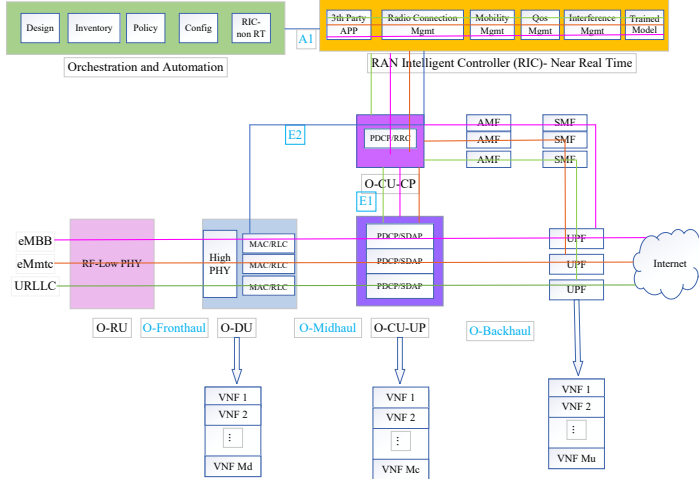 Design
Inventory
Policy
Config
RIC-
non RT
A1
3th Party
APP
Radio Connection
Mgmt
Mobility
Mgmt
Qos
Mgmt
Interference
Mgmt
Trained
Model
Orchestration and Automation
RAN Intelligent Controller (RIC)- Near Real Time
E2
PDCP/RRC
AMF
SMF
AMF
SMF
AMF
SMF
O-CU-CP
E1
eMBB
eMmtc
URLLC
RF-Low PHY
High
PHY
MAC/RLC
MAC/RLC
MAC/RLC
PDCP/SDAP
PDCP/SDAP
PDCP/SDAP
UPF
UPF
UPF
Internet
O-RU
O-Fronthaul
O-DU
O-Midhaul
O-CU-UP
O-Backhaul
VNF 1
VNF 2
⋮
VNF Md
VNF 1
VNF 2
⋮
VNF Mc
VNF 1
VNF 2
⋮
VNF Mu